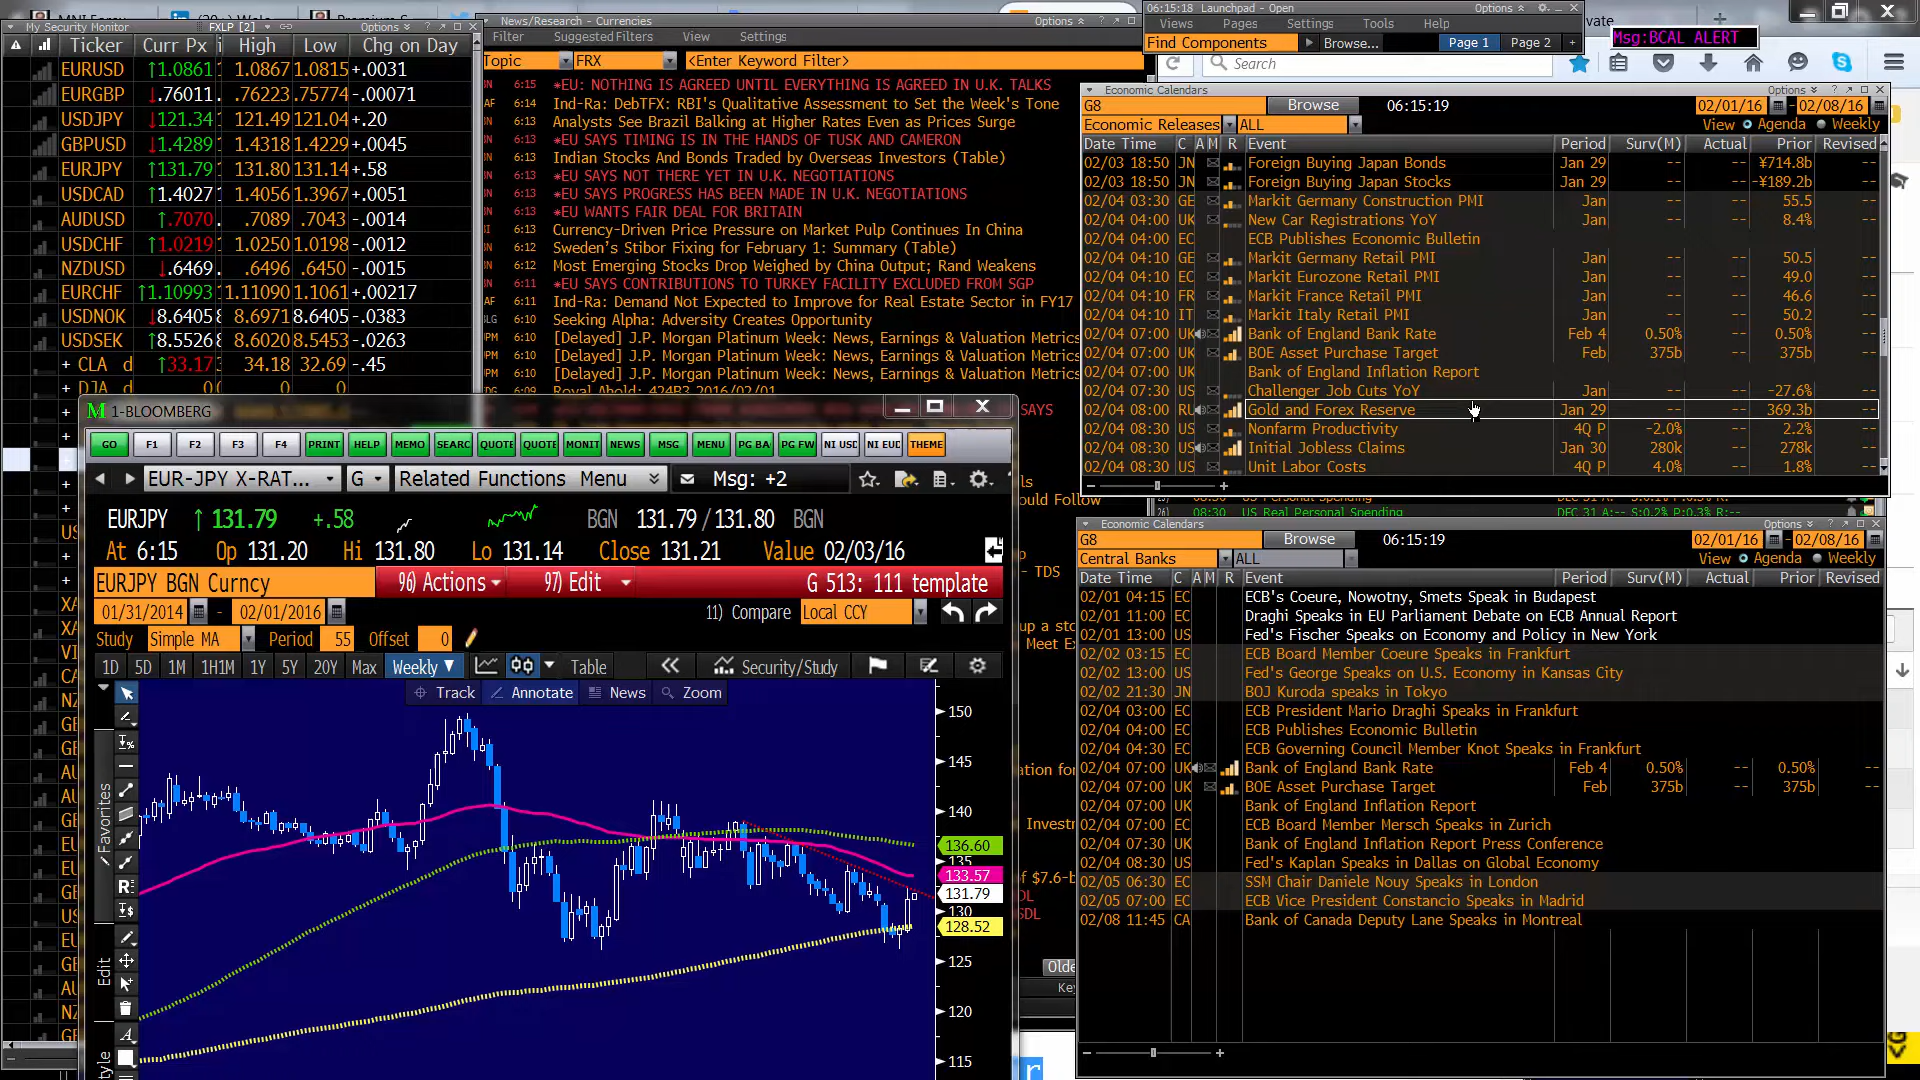 My Security Monitor
FXLP [2]
Options
Ticker Curr Px High Low Chg on Day
EURUSD ↑1.0861 1.0867 1.0815 +.0031
EURGBP ↓.76011 .76223 .75774 -.00071
USDJPY ↓121.34 121.49 121.04 +.20
GBPUSD ↓1.4289 1.4318 1.4229 +.0045
EURJPY ↑131.79 131.80 131.14 +.58
USDCAD ↑1.4027 1.4056 1.3967 +.0051
AUDUSD ↑.7070 .7089 .7043 -.0014
USDCHF ↑1.0219 1.0250 1.0198 -.0012
NZDUSD ↓.6469 .6496 .6450 -.0015
EURCHF ↑1.10993 1.11090 1.1061 +.00217
USDNOK ↓8.6405 8.6971 8.6405 -.0383
USDSEK ↑8.5526 8.6020 8.5453 -.0263
+ CLA d ↑33.17 34.18 32.69 -.45
+ DJA d 0 0 0
News/Research - Currencies
Options
Filter Suggested Filters View Settings
Topic FRX <Enter Keyword Filter>
6:15 *EU: NOTHING IS AGREED UNTIL EVERYTHING IS AGREED IN U.K. TALKS
6:14 Ind-Ra: DebTFX: RBI's Qualitative Assessment to Set the Week's Tone
6:13 Analysts See Brazil Balking at Higher Rates Even as Prices Surge
6:13 *EU SAYS TIMING IS IN THE HANDS OF TUSK AND CAMERON
6:13 Indian Stocks And Bonds Traded by Overseas Investors (Table)
6:13 *EU SAYS NOT THERE YET IN U.K. NEGOTIATIONS
6:13 *EU SAYS PROGRESS HAS BEEN MADE IN U.K. NEGOTIATIONS
6:13 *EU WANTS FAIR DEAL FOR BRITAIN
6:13 Currency-Driven Price Pressure on Market Pulp Continues In China
6:12 Sweden's Stibor Fixing for February 1: Summary (Table)
6:12 Most Emerging Stocks Drop Weighed by China Output; Rand Weakens
6:11 *EU SAYS CONTRIBUTIONS TO TURKEY FACILITY EXCLUDED FROM SGP
6:11 Ind-Ra: Demand Not Expected to Improve for Real Estate Sector in FY17
6:10 Seeking Alpha: Adversity Creates Opportunity
6:10 [Delayed] J.P. Morgan Platinum Week: News, Earnings & Valuation Metrics
6:10 [Delayed] J.P. Morgan Platinum Week: News, Earnings & Valuation Metrics
6:10 [Delayed] J.P. Morgan Platinum Week: News, Earnings & Valuation Metrics
6:09 Royal Ahold: 424B3 2016/02/01
06:15:18 Launchpad - Open
Options
Views Pages Settings Tools Help
Find Components Browse... Page 1 Page 2 +
Msg:BCAL ALERT
Search
Economic Calendars
Options
G8 Browse 06:15:19 02/01/16 - 02/08/16
Economic Releases ALL View Agenda Weekly
Date Time C A M R Event Period Surv(M) Actual Prior Revised
02/03 18:50 JN Foreign Buying Japan Bonds Jan 29 -- -- ¥714.8b --
02/03 18:50 JN Foreign Buying Japan Stocks Jan 29 -- -- -¥189.2b --
02/04 03:30 GE Markit Germany Construction PMI Jan -- -- 55.5 --
02/04 04:00 UK New Car Registrations YoY Jan -- -- 8.4% --
02/04 04:00 EC ECB Publishes Economic Bulletin
02/04 04:10 GE Markit Germany Retail PMI Jan -- -- 50.5 --
02/04 04:10 EC Markit Eurozone Retail PMI Jan -- -- 49.0 --
02/04 04:10 FR Markit France Retail PMI Jan -- -- 46.6 --
02/04 04:10 IT Markit Italy Retail PMI Jan -- -- 50.2 --
02/04 07:00 UK Bank of England Bank Rate Feb 4 0.50% -- 0.50% --
02/04 07:00 UK BOE Asset Purchase Target Feb 375b -- 375b --
02/04 07:00 UK Bank of England Inflation Report
02/04 07:30 US Challenger Job Cuts YoY Jan -- -- -27.6% --
02/04 08:00 RU Gold and Forex Reserve Jan 29 -- -- 369.3b --
02/04 08:30 US Nonfarm Productivity 4Q P -2.0% -- 2.2% --
02/04 08:30 US Initial Jobless Claims Jan 30 280k -- 278k --
02/04 08:30 US Unit Labor Costs 4Q P 4.0% -- 1.8% --
Economic Calendars
Options
G8 Browse 06:15:19 02/01/16 - 02/08/16
Central Banks ALL View Agenda Weekly
Date Time C A M R Event Period Surv(M) Actual Prior Revised
02/01 04:15 EC ECB's Coeure, Nowotny, Smets Speak in Budapest
02/01 11:00 EC Draghi Speaks in EU Parliament Debate on ECB Annual Report
02/01 13:00 US Fed's Fischer Speaks on Economy and Policy in New York
02/02 03:15 EC ECB Board Member Coeure Speaks in Frankfurt
02/02 13:00 US Fed's George Speaks on U.S. Economy in Kansas City
02/02 21:30 JN BOJ Kuroda speaks in Tokyo
02/04 03:00 EC ECB President Mario Draghi Speaks in Frankfurt
02/04 04:00 EC ECB Publishes Economic Bulletin
02/04 04:30 EC ECB Governing Council Member Knot Speaks in Frankfurt
02/04 07:00 UK Bank of England Bank Rate Feb 4 0.50% -- 0.50% --
02/04 07:00 UK BOE Asset Purchase Target Feb 375b -- 375b --
02/04 07:00 UK Bank of England Inflation Report
02/04 07:00 EC ECB Board Member Mersch Speaks in Zurich
02/04 07:30 UK Bank of England Inflation Report Press Conference
02/04 08:30 US Fed's Kaplan Speaks in Dallas on Global Economy
02/05 06:30 EC SSM Chair Daniele Nouy Speaks in London
02/05 07:00 EC ECB Vice President Constancio Speaks in Madrid
02/08 11:45 CA Bank of Canada Deputy Lane Speaks in Montreal
1-BLOOMBERG
GO F1 F2 F3 F4 PRINT HELP MEMO SEARC QUOTE QUOTE MONIT NEWS MSG MENU PG BA PG FW NI USC NI EUD THEME
EUR-JPY X-RAT... G Related Functions Menu Msg: +2
EURJPY ↑ 131.79 +.58 BGN 131.79/131.80 BGN
At 6:15 Op 131.20 Hi 131.80 Lo 131.14 Close 131.21 Value 02/03/16
EURJPY BGN Curncy 96) Actions 97) Edit G 513: 111 template
01/31/2014 - 02/01/2016 11) Compare Local CCY
Study Simple MA Period 55 Offset 0
1D 5D 1M 1H1M 1Y 5Y 20Y Max Weekly Table Security/Study
Track Annotate News Zoom
Favorites
Edit
150
145
140
136.60
135
133.57
131.79
130
128.52
125
120
115